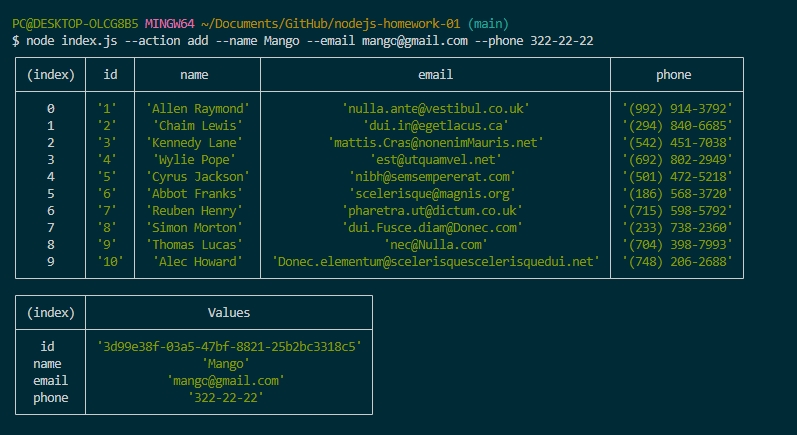 PC@DESKTOP-OLCG8B5 MINGW64 ~/Documents/GitHub/nodejs-homework-01 (main)
$ node index.js --action add --name Mango --email mango@gmail.com --phone 322-22-22
(index) id name email phone
0 '1' 'Allen Raymond' 'nulla.ante@vestibul.co.uk' '(992) 914-3792'
1 '2' 'Chaim Lewis' 'dui.in@egetlacus.ca' '(294) 840-6685'
2 '3' 'Kennedy Lane' 'mattis.Cras@nonenimMauris.net' '(542) 451-7038'
3 '4' 'Wylie Pope' 'est@utquamvel.net' '(692) 802-2949'
4 '5' 'Cyrus Jackson' 'nibh@semsempererat.com' '(501) 472-5218'
5 '6' 'Abbot Franks' 'scelerisque@magnis.org' '(186) 568-3720'
6 '7' 'Reuben Henry' 'pharetra.ut@dictum.co.uk' '(715) 598-5792'
7 '8' 'Simon Morton' 'dui.Fusce.diam@Donec.com' '(233) 738-2360'
8 '9' 'Thomas Lucas' 'nec@Nulla.com' '(704) 398-7993'
9 '10' 'Alec Howard' 'Donec.elementum@scelerisquescelerisquedui.net' '(748) 206-2688'
(index) Values
id '3d99e38f-03a5-47bf-8821-25b2bc3318c5'
name 'Mango'
email 'mango@gmail.com'
phone '322-22-22'